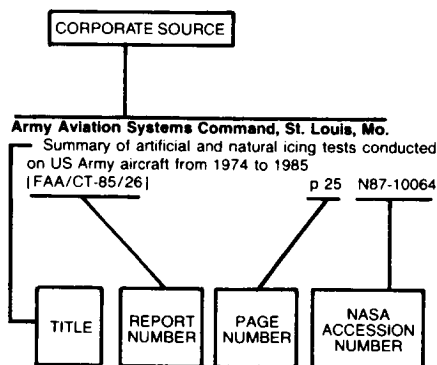 CORPORATE SOURCE
Army Aviation Systems Command, St. Louis, Mo.
Summary of artificial and natural icing tests conducted
on US Army aircraft from 1974 to 1985
[FAA/CT-85/26] p 25 N87-10064
TITLE
REPORT
NUMBER
PAGE
NUMBER
NASA
ACCESSION
NUMBER